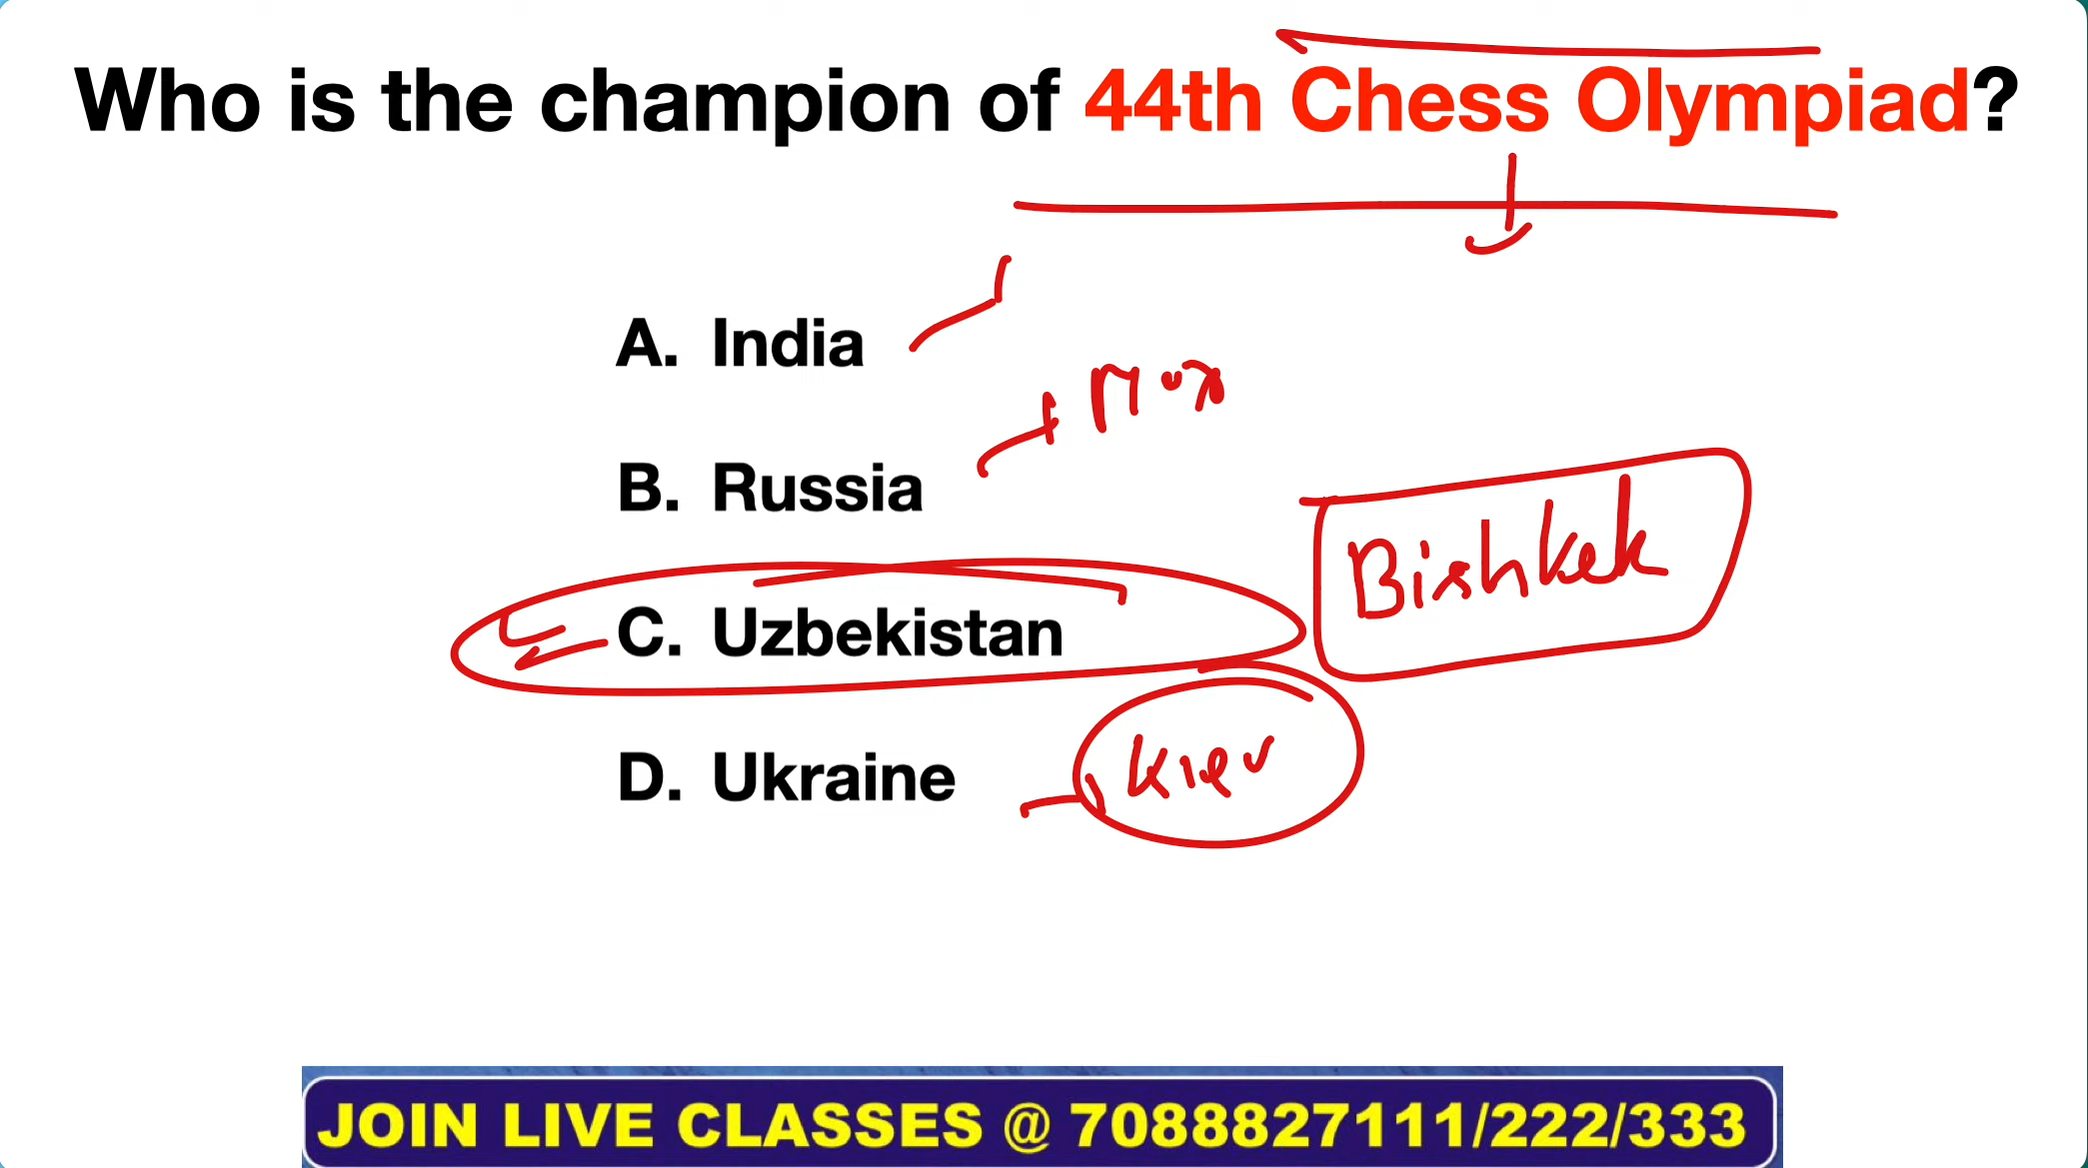 Who is the champion of 44th Chess Olympiad?
A. India
B. Russia
C. Uzbekistan
Bishkek
D. Ukraine
Kiev
JOIN LIVE CLASSES @ 7088827111/222/333